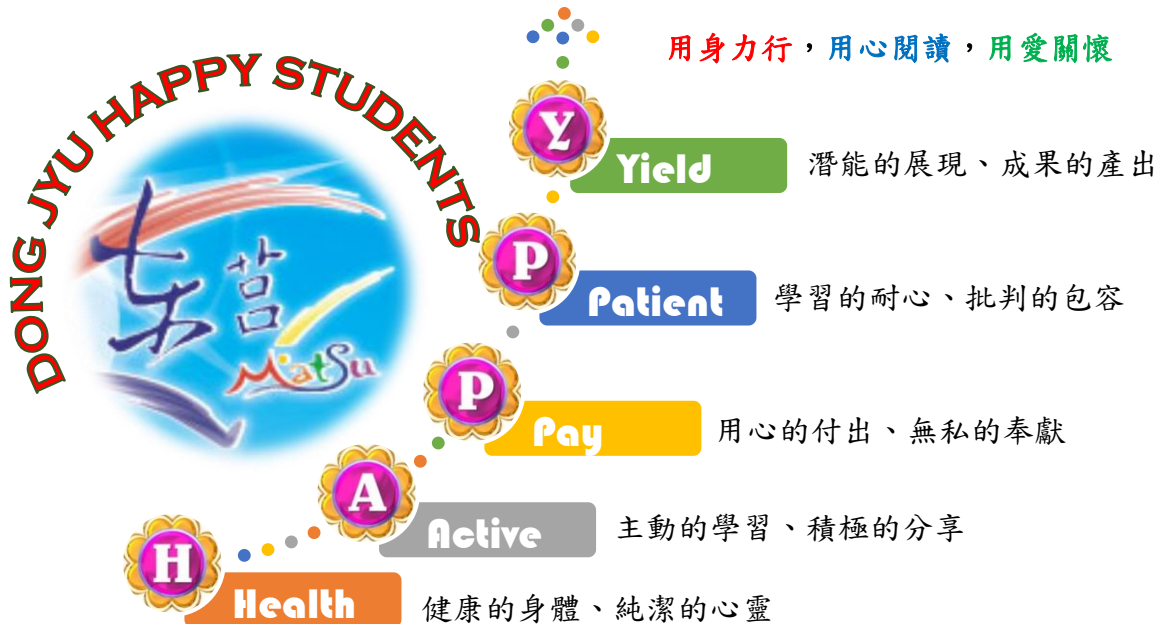 用身力行，用心閱讀，用愛關懷
DONG JYU HAPPY STUDENTS
東莒
MatSu
Y
Yield
潛能的展現、成果的產出
P
Patient
學習的耐心、批判的包容
P
Pay
用心的付出、無私的奉獻
A
Active
主動的學習、積極的分享
H
Health
健康的身體、純潔的心靈